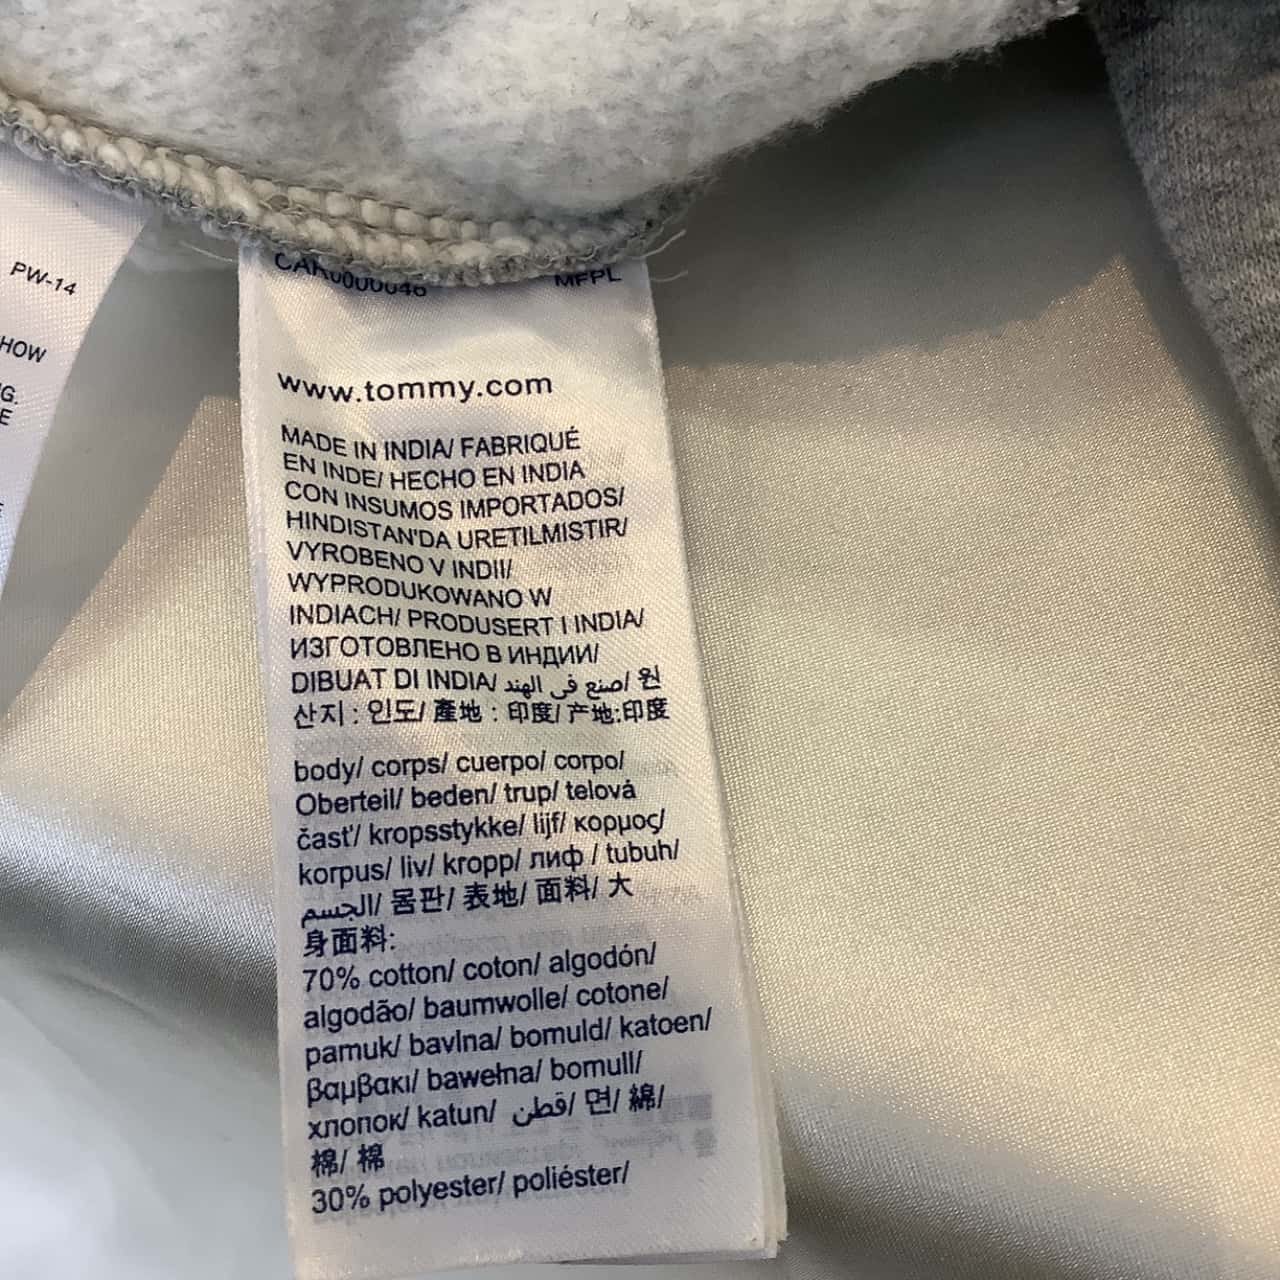 PW-14
HOW
G.
E
CAR0000046 MFPL
www.tommy.com
MADE IN INDIA/ FABRIQUÉ
EN INDE/ HECHO EN INDIA
CON INSUMOS IMPORTADOS/
HINDISTAN'DA URETILMISTIR/
VYROBENO V INDII/
WYPRODUKOWANO W
INDIACH/ PRODUSERT I INDIA/
ИЗГОТОВЛЕНО В ИНДИИ/
DIBUAT DI INDIA/ صنع في الهند/ 원
산지 : 인도/ 產地 : 印度/ 产地:印度
body/ corps/ cuerpo/ corpo/
Oberteil/ beden/ trup/ telová
časť/ kropsstykke/ lijf/ κορμος/
korpus/ liv/ kropp/ лиф / tubuh/
الجسم/ 몸판/ 表地/ 面料/ 大
身面料:
70% cotton/ coton/ algodón/
algodão/ baumwolle/ cotone/
pamuk/ bavlna/ bomuld/ katoen/
βαμβακι/ bawełna/ bomull/
хлопок/ katun/ قطن/ 면/ 綿/
棉/ 棉
30% polyester/ poliéster/